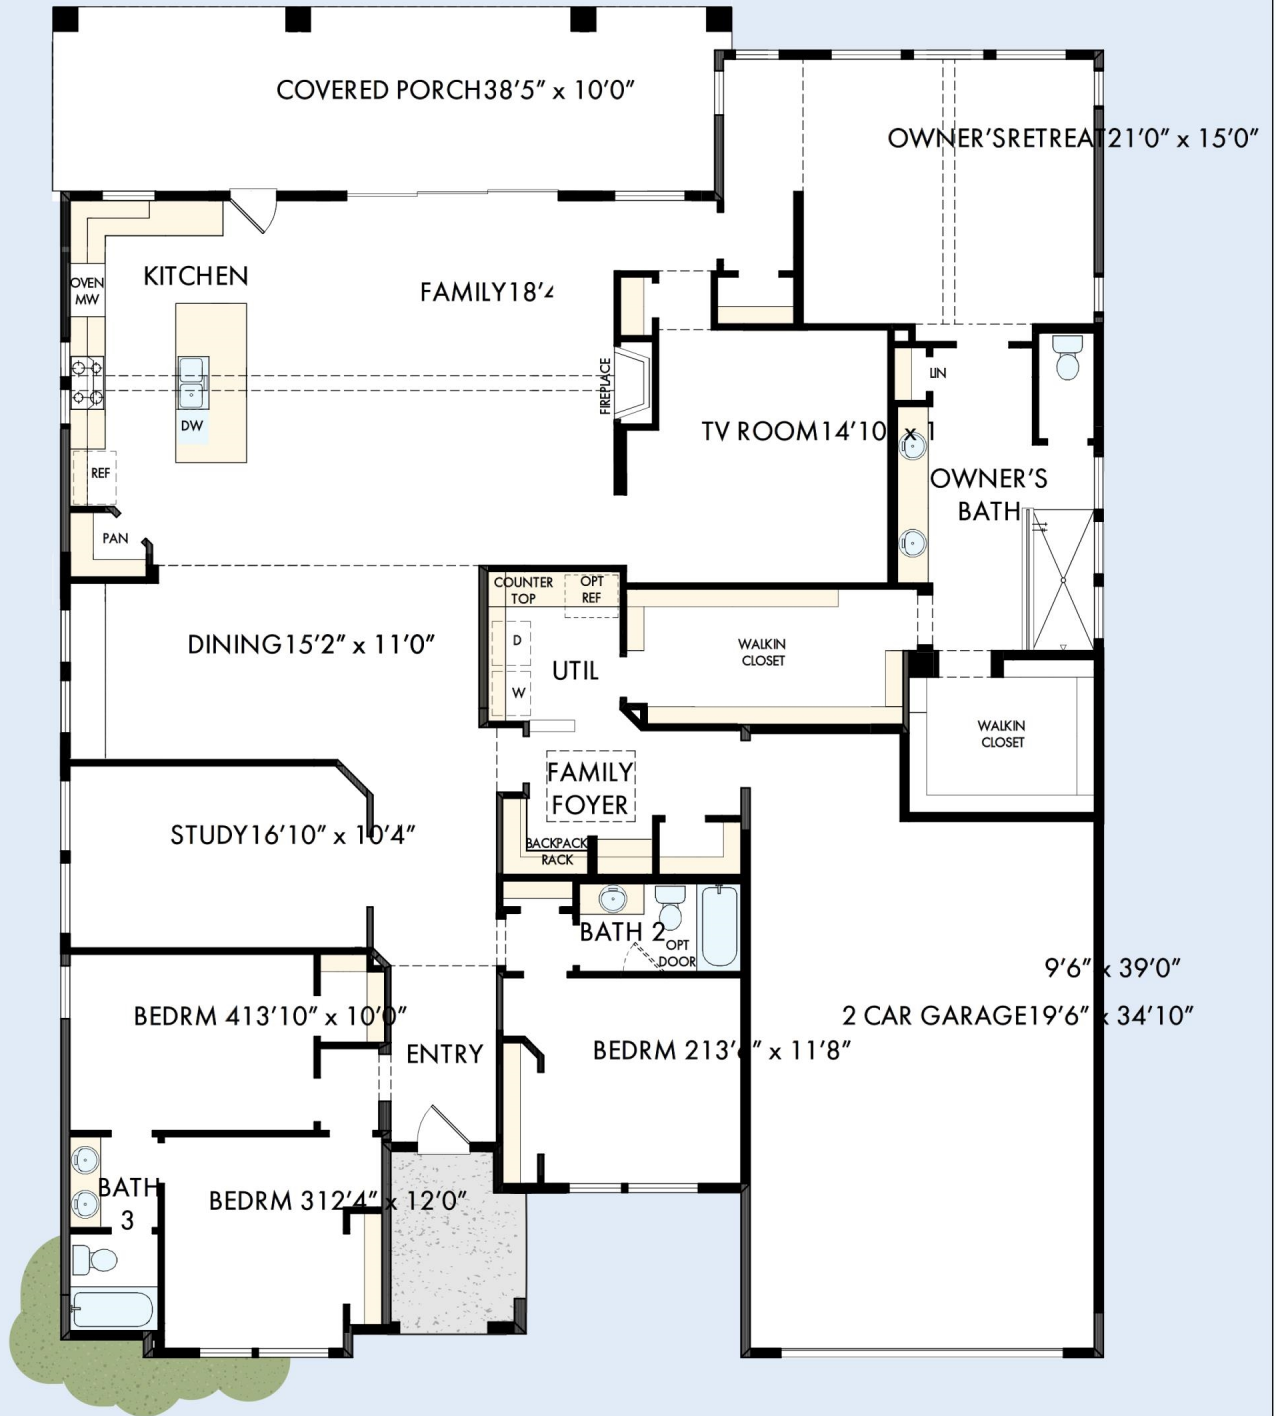 COVERED PORCH38'5" x 10'0"
OWNER'SRETREAT21'0" x 15'0"
KITCHEN
OVEN
MW
FAMILY18'
FIREPLACE
LIN
DW
TV ROOM14'10 x 1
REF
OWNER'S
BATH
PAN
COUNTER
TOP
OPT
REF
DINING15'2" x 11'0"
D
UTIL
W
WALKIN
CLOSET
WALKIN
CLOSET
FAMILY
FOYER
STUDY16'10" x 10'4"
BACKPACK
RACK
BATH 2
OPT
DOOR
9'6" x 39'0"
BEDRM 413'10" x 10'0"
2 CAR GARAGE19'6" x 34'10"
ENTRY
BEDRM 213'6" x 11'8"
BATH
3
BEDRM 312'4" x 12'0"